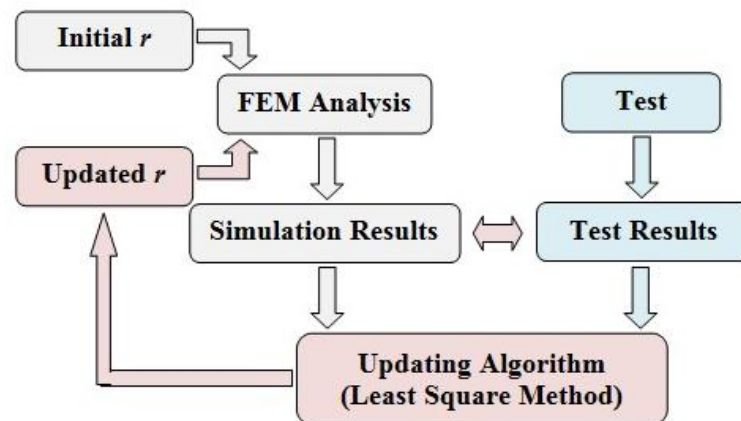 Initial r
FEM Analysis
Test
Updated r
Simulation Results
Test Results
Updating Algorithm
(Least Square Method)